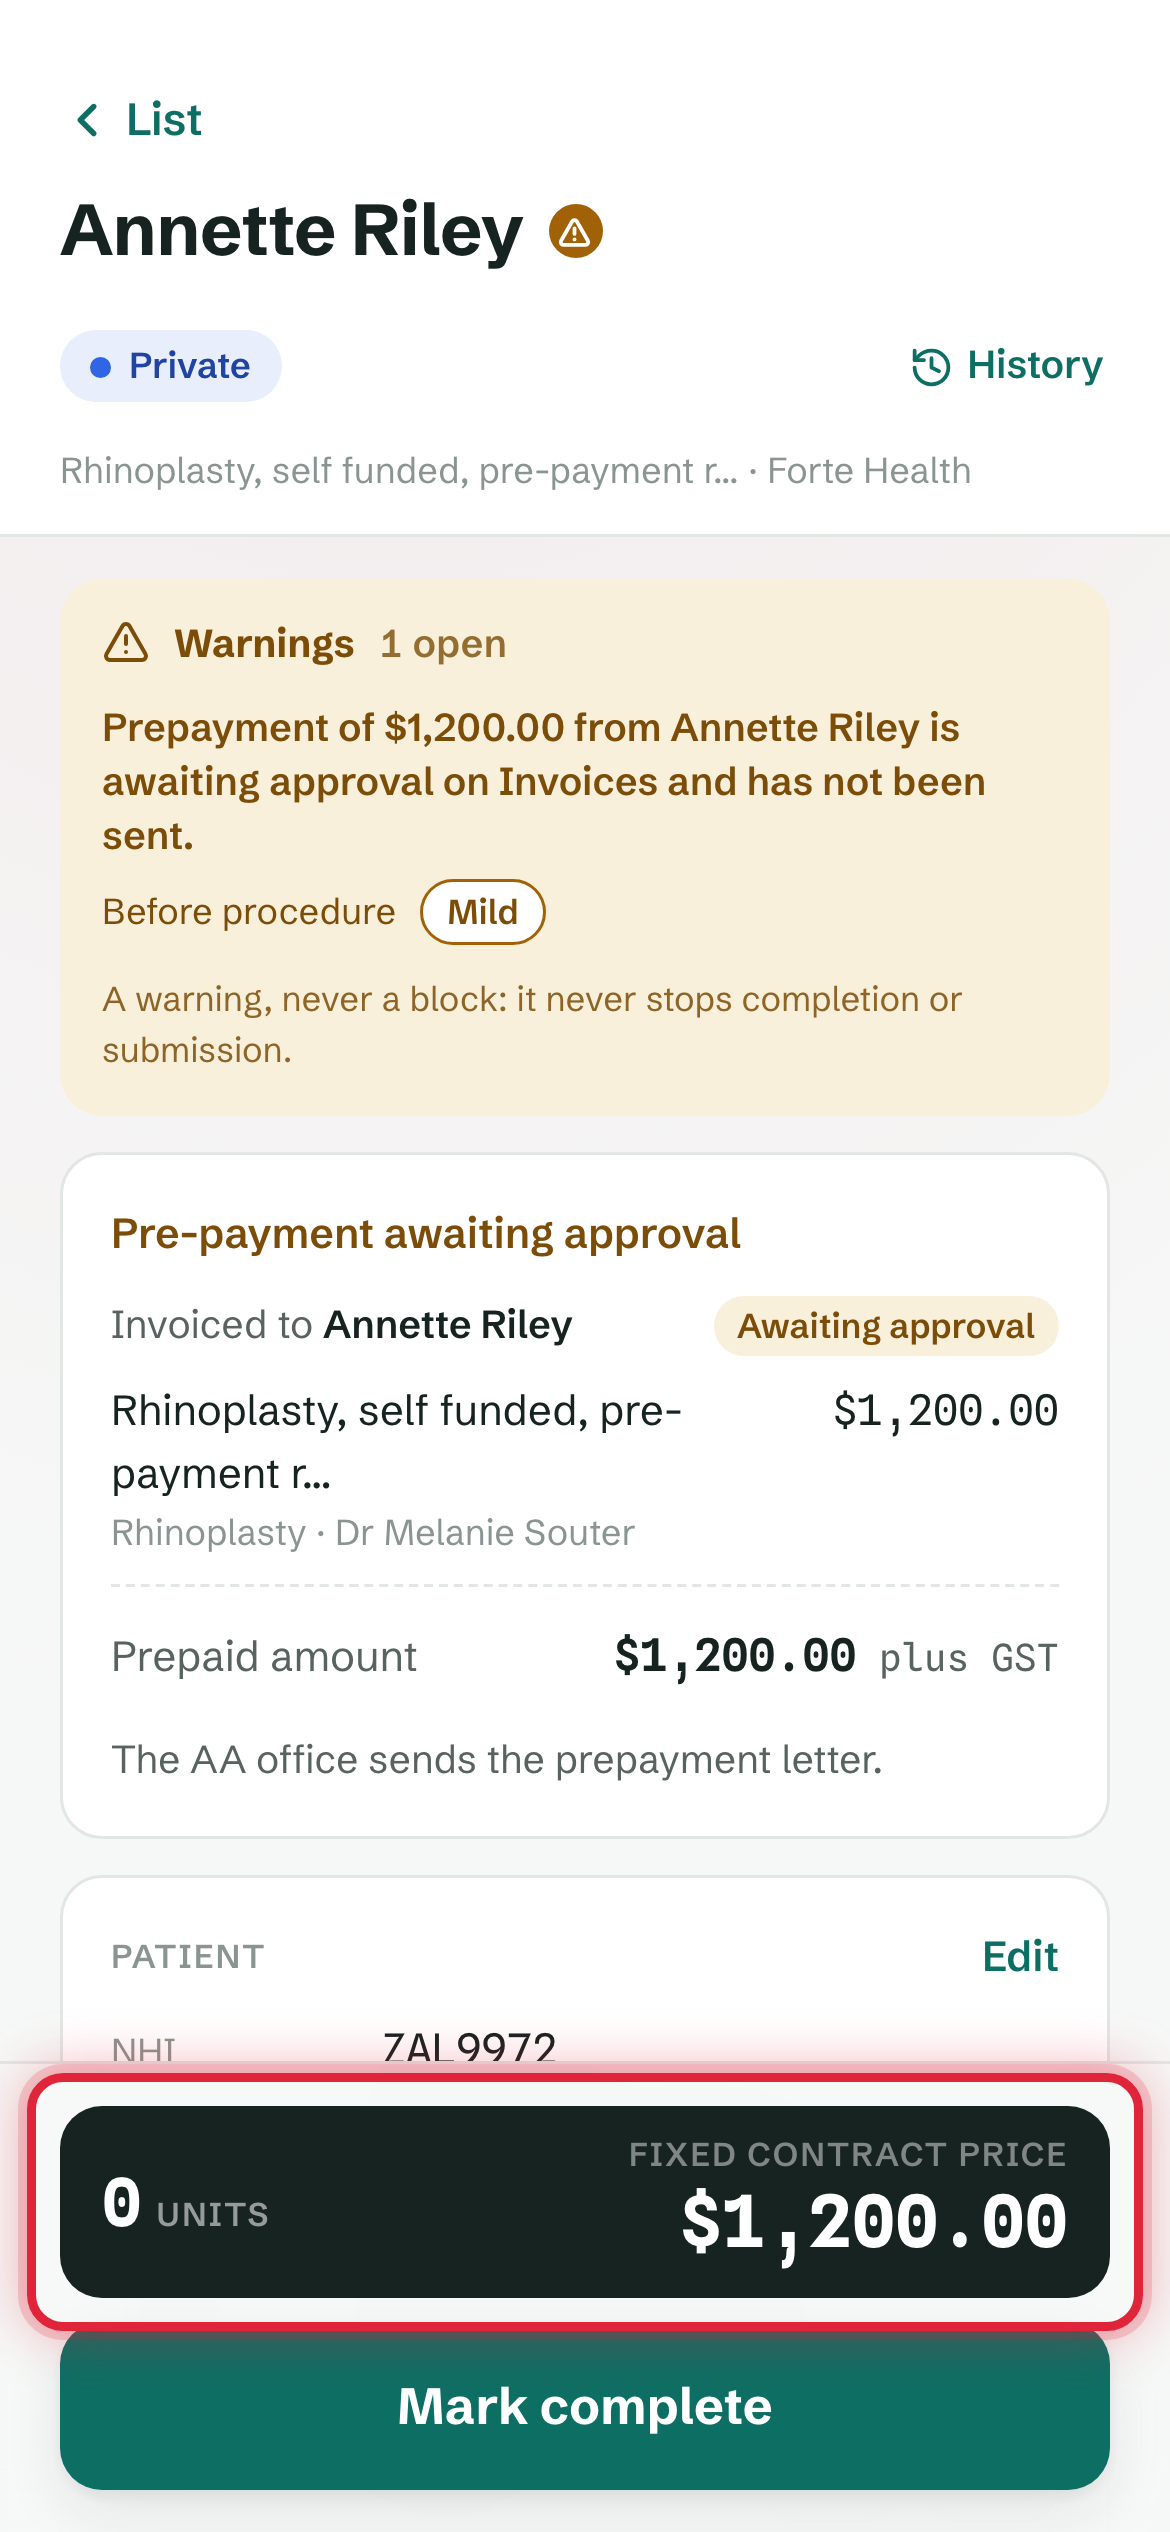 List
Annette Riley
Private
History
Rhinoplasty, self funded, pre-payment r... · Forte Health
Warnings 1 open
Prepayment of $1,200.00 from Annette Riley is
awaiting approval on Invoices and has not been
sent.
Before procedure Mild
A warning, never a block: it never stops completion or
submission.
Pre-payment awaiting approval
Invoiced to Annette Riley
Awaiting approval
Rhinoplasty, self funded, pre-
payment r...
$1,200.00
Rhinoplasty · Dr Melanie Souter
Prepaid amount
$1,200.00 plus GST
The AA office sends the prepayment letter.
PATIENT
Edit
NHI
ZAL9972
0 UNITS
FIXED CONTRACT PRICE
$1,200.00
Mark complete